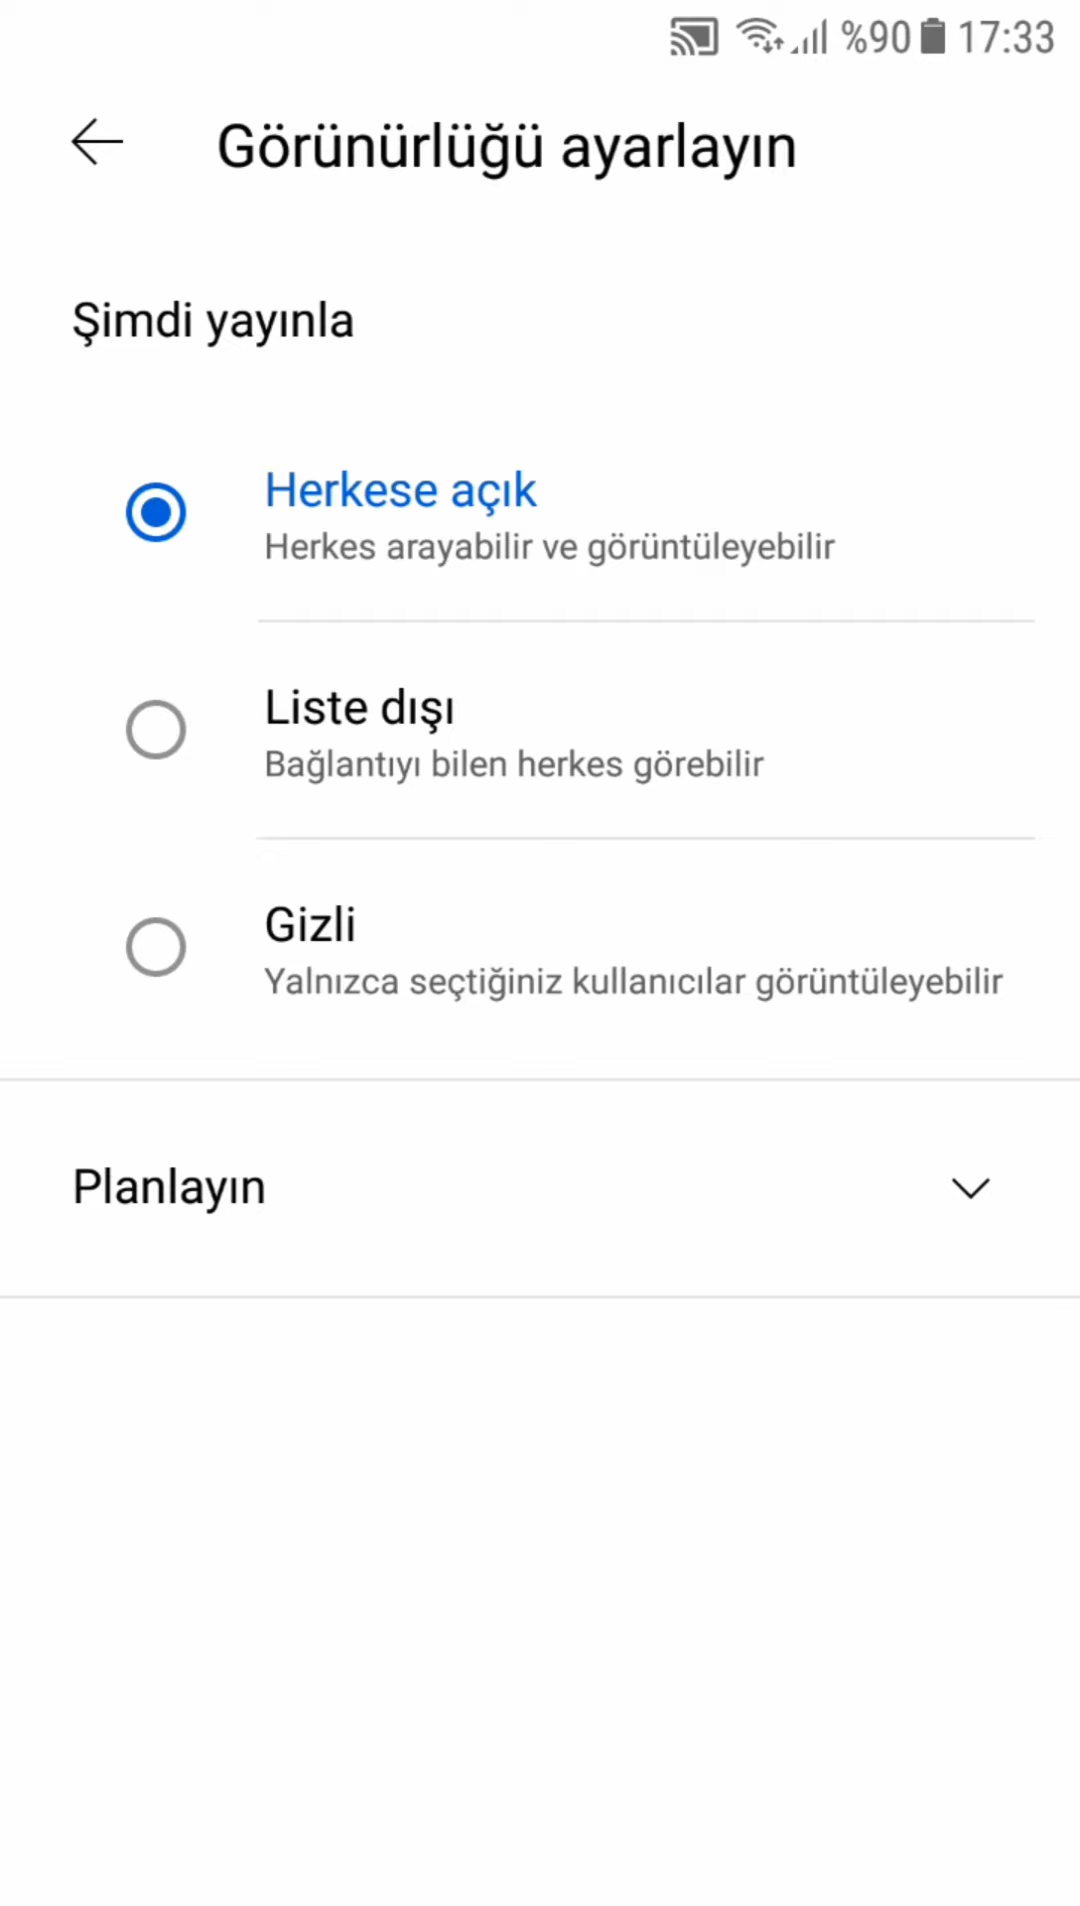 %90 17:33
Görünürlüğü ayarlayın
Şimdi yayınla
Herkese açık
Herkes arayabilir ve görüntüleyebilir
Liste dışı
Bağlantıyı bilen herkes görebilir
Gizli
Yalnızca seçtiğiniz kullanıcılar görüntüleyebilir
Planlayın